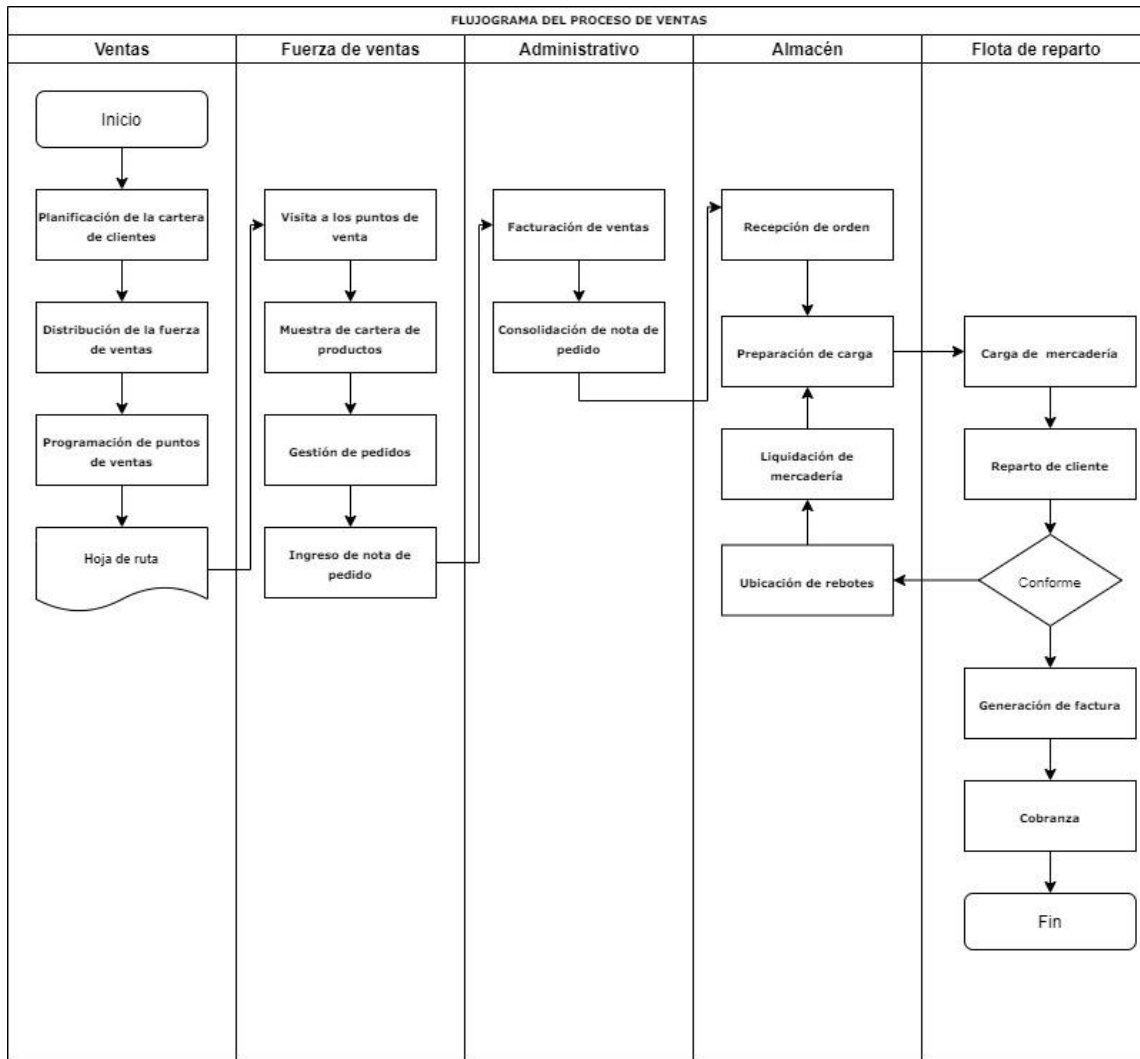 FLUJOGRAMA DEL PROCESO DE VENTAS
Ventas
Fuerza de ventas
Administrativo
Almacén
Flota de reparto
Inicio
Planificación de la cartera
de clientes
Distribución de la fuerza
de ventas
Programación de puntos
de ventas
Hoja de ruta
Visita a los puntos de
venta
Muestra de cartera de
productos
Gestión de pedidos
Ingreso de nota de
pedido
Facturación de ventas
Consolidación de nota de
pedido
Recepción de orden
Preparación de carga
Liquidación de
mercadería
Ubicación de rebotes
Carga de mercadería
Reparto de cliente
Conforme
Generación de factura
Cobranza
Fin